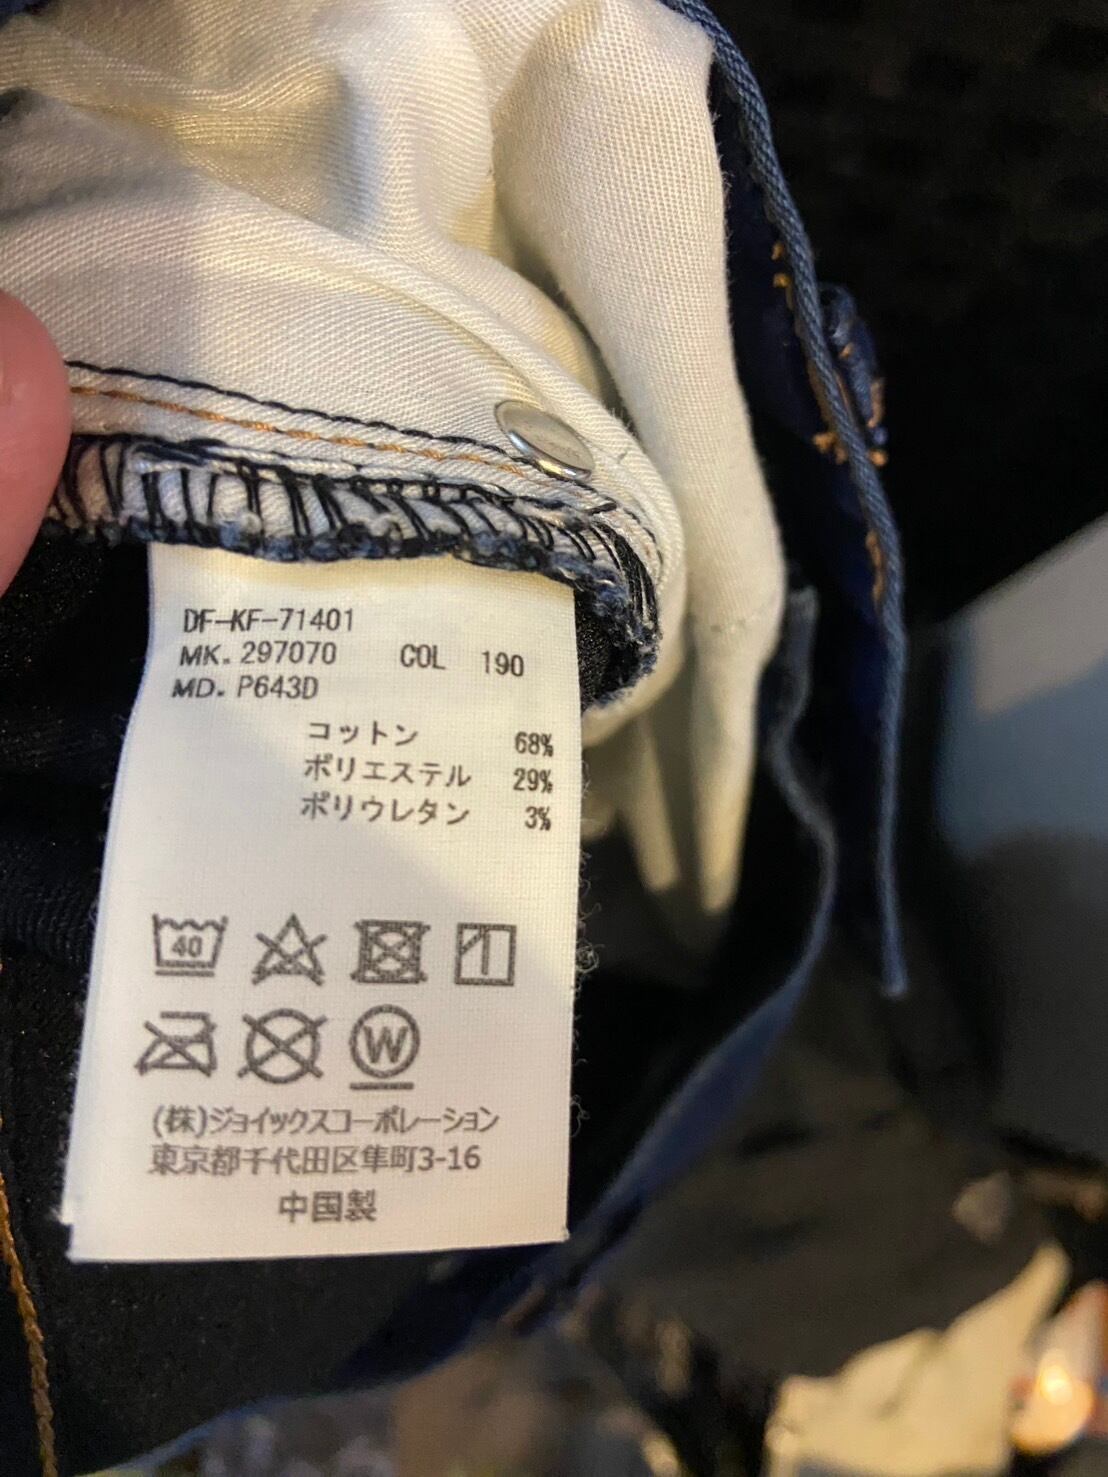 DF-KF-71401
MK. 297070 COL 190
MD. P643D
コットン 68%
ポリエステル 29%
ポリウレタン 3%
40
W
(株)ジョイックスコーポレーション
東京都千代田区隼町3-16
中国製